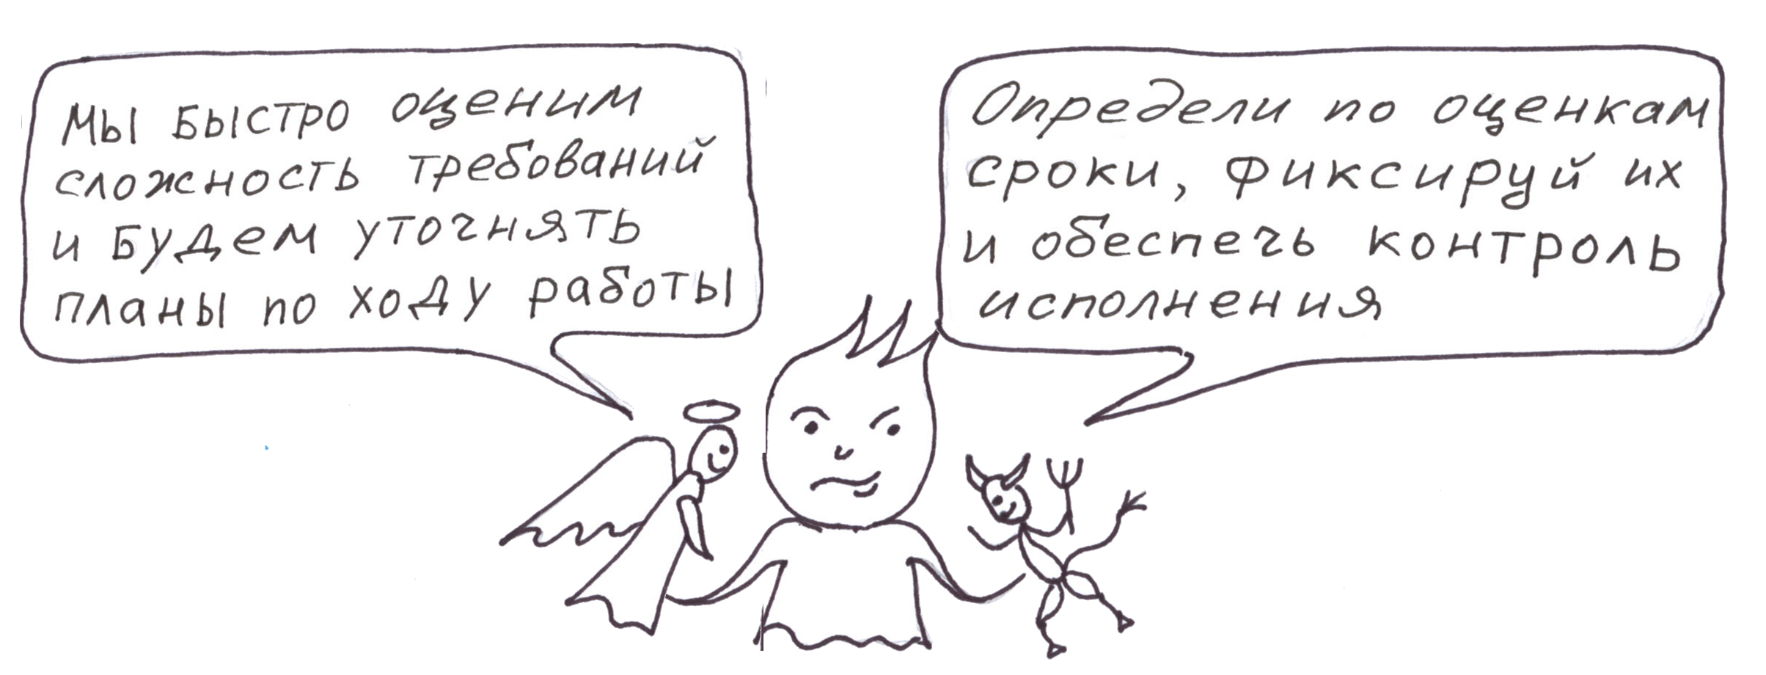 Мы быстро оценим
сложность требований
и будем уточнять
планы по ходу работы
Определи по оценкам
сроки, фиксируй их
и обеспечь контроль
исполнения